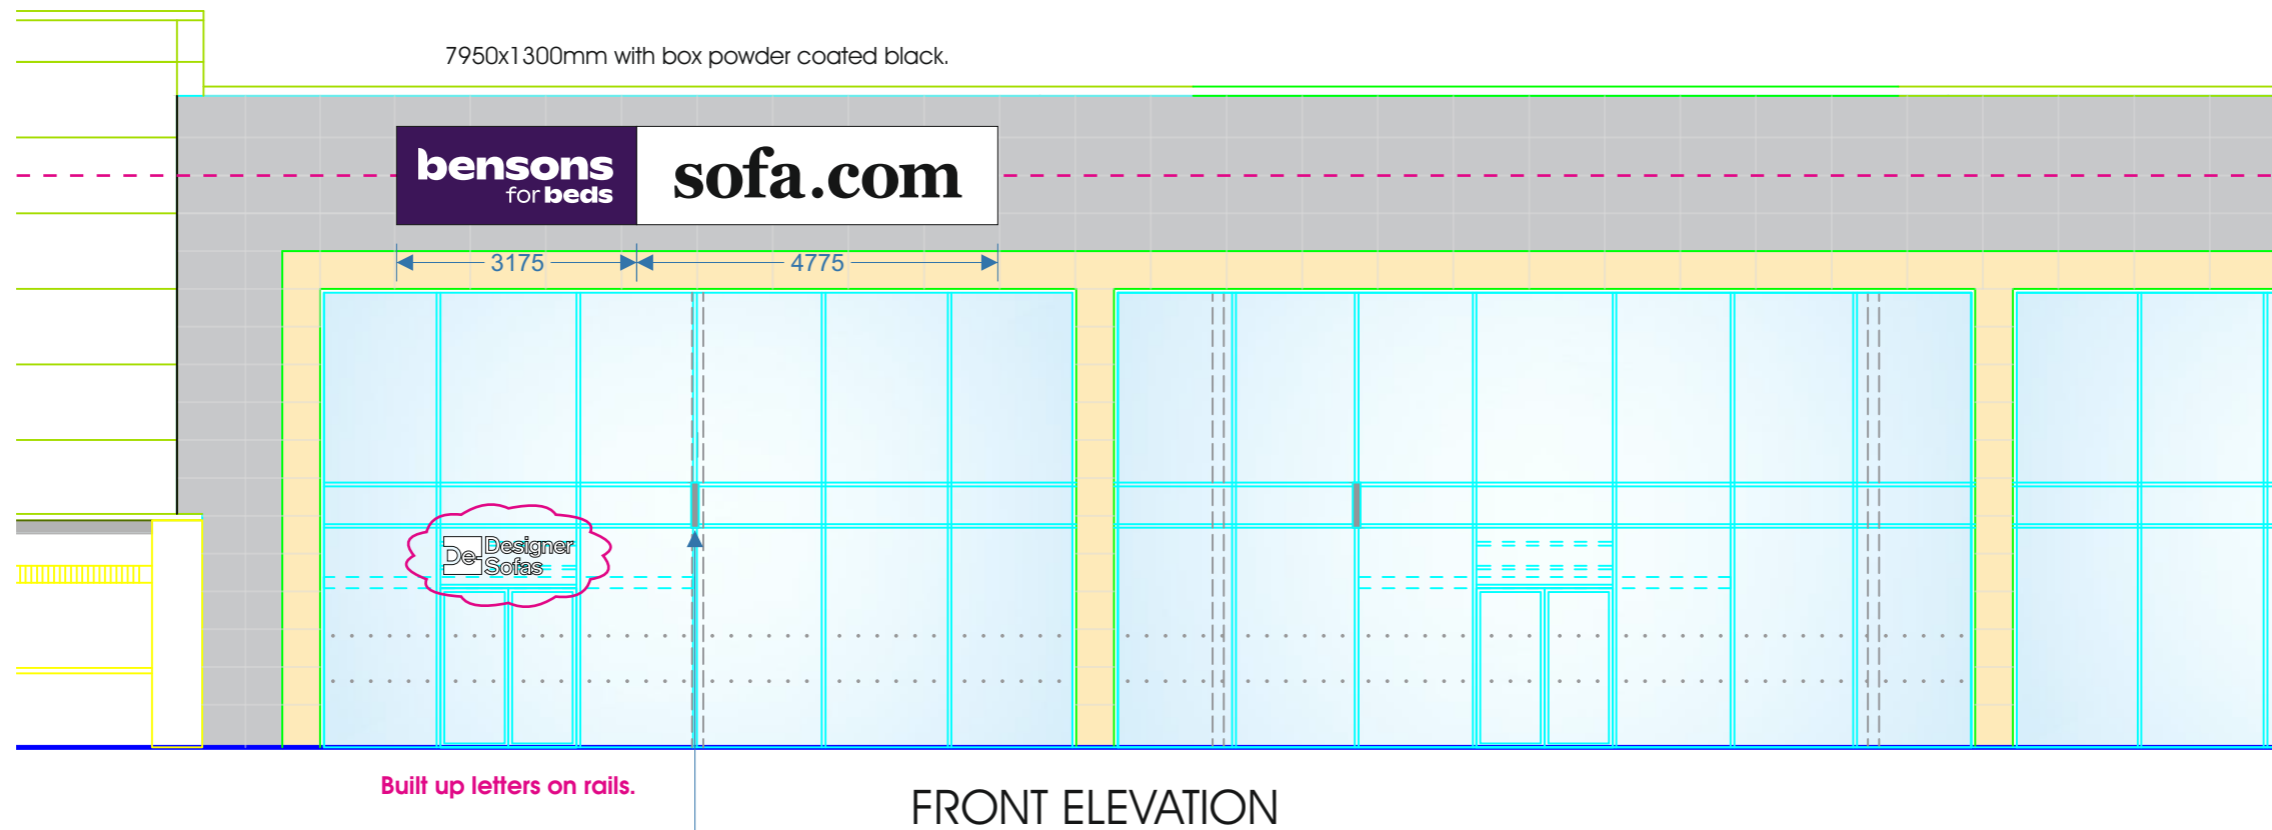 7950x1300mm with box powder coated black.
bensons
for beds
sofa.com
3175
4775
De
Designer
Sofas
Built up letters on rails.
FRONT ELEVATION